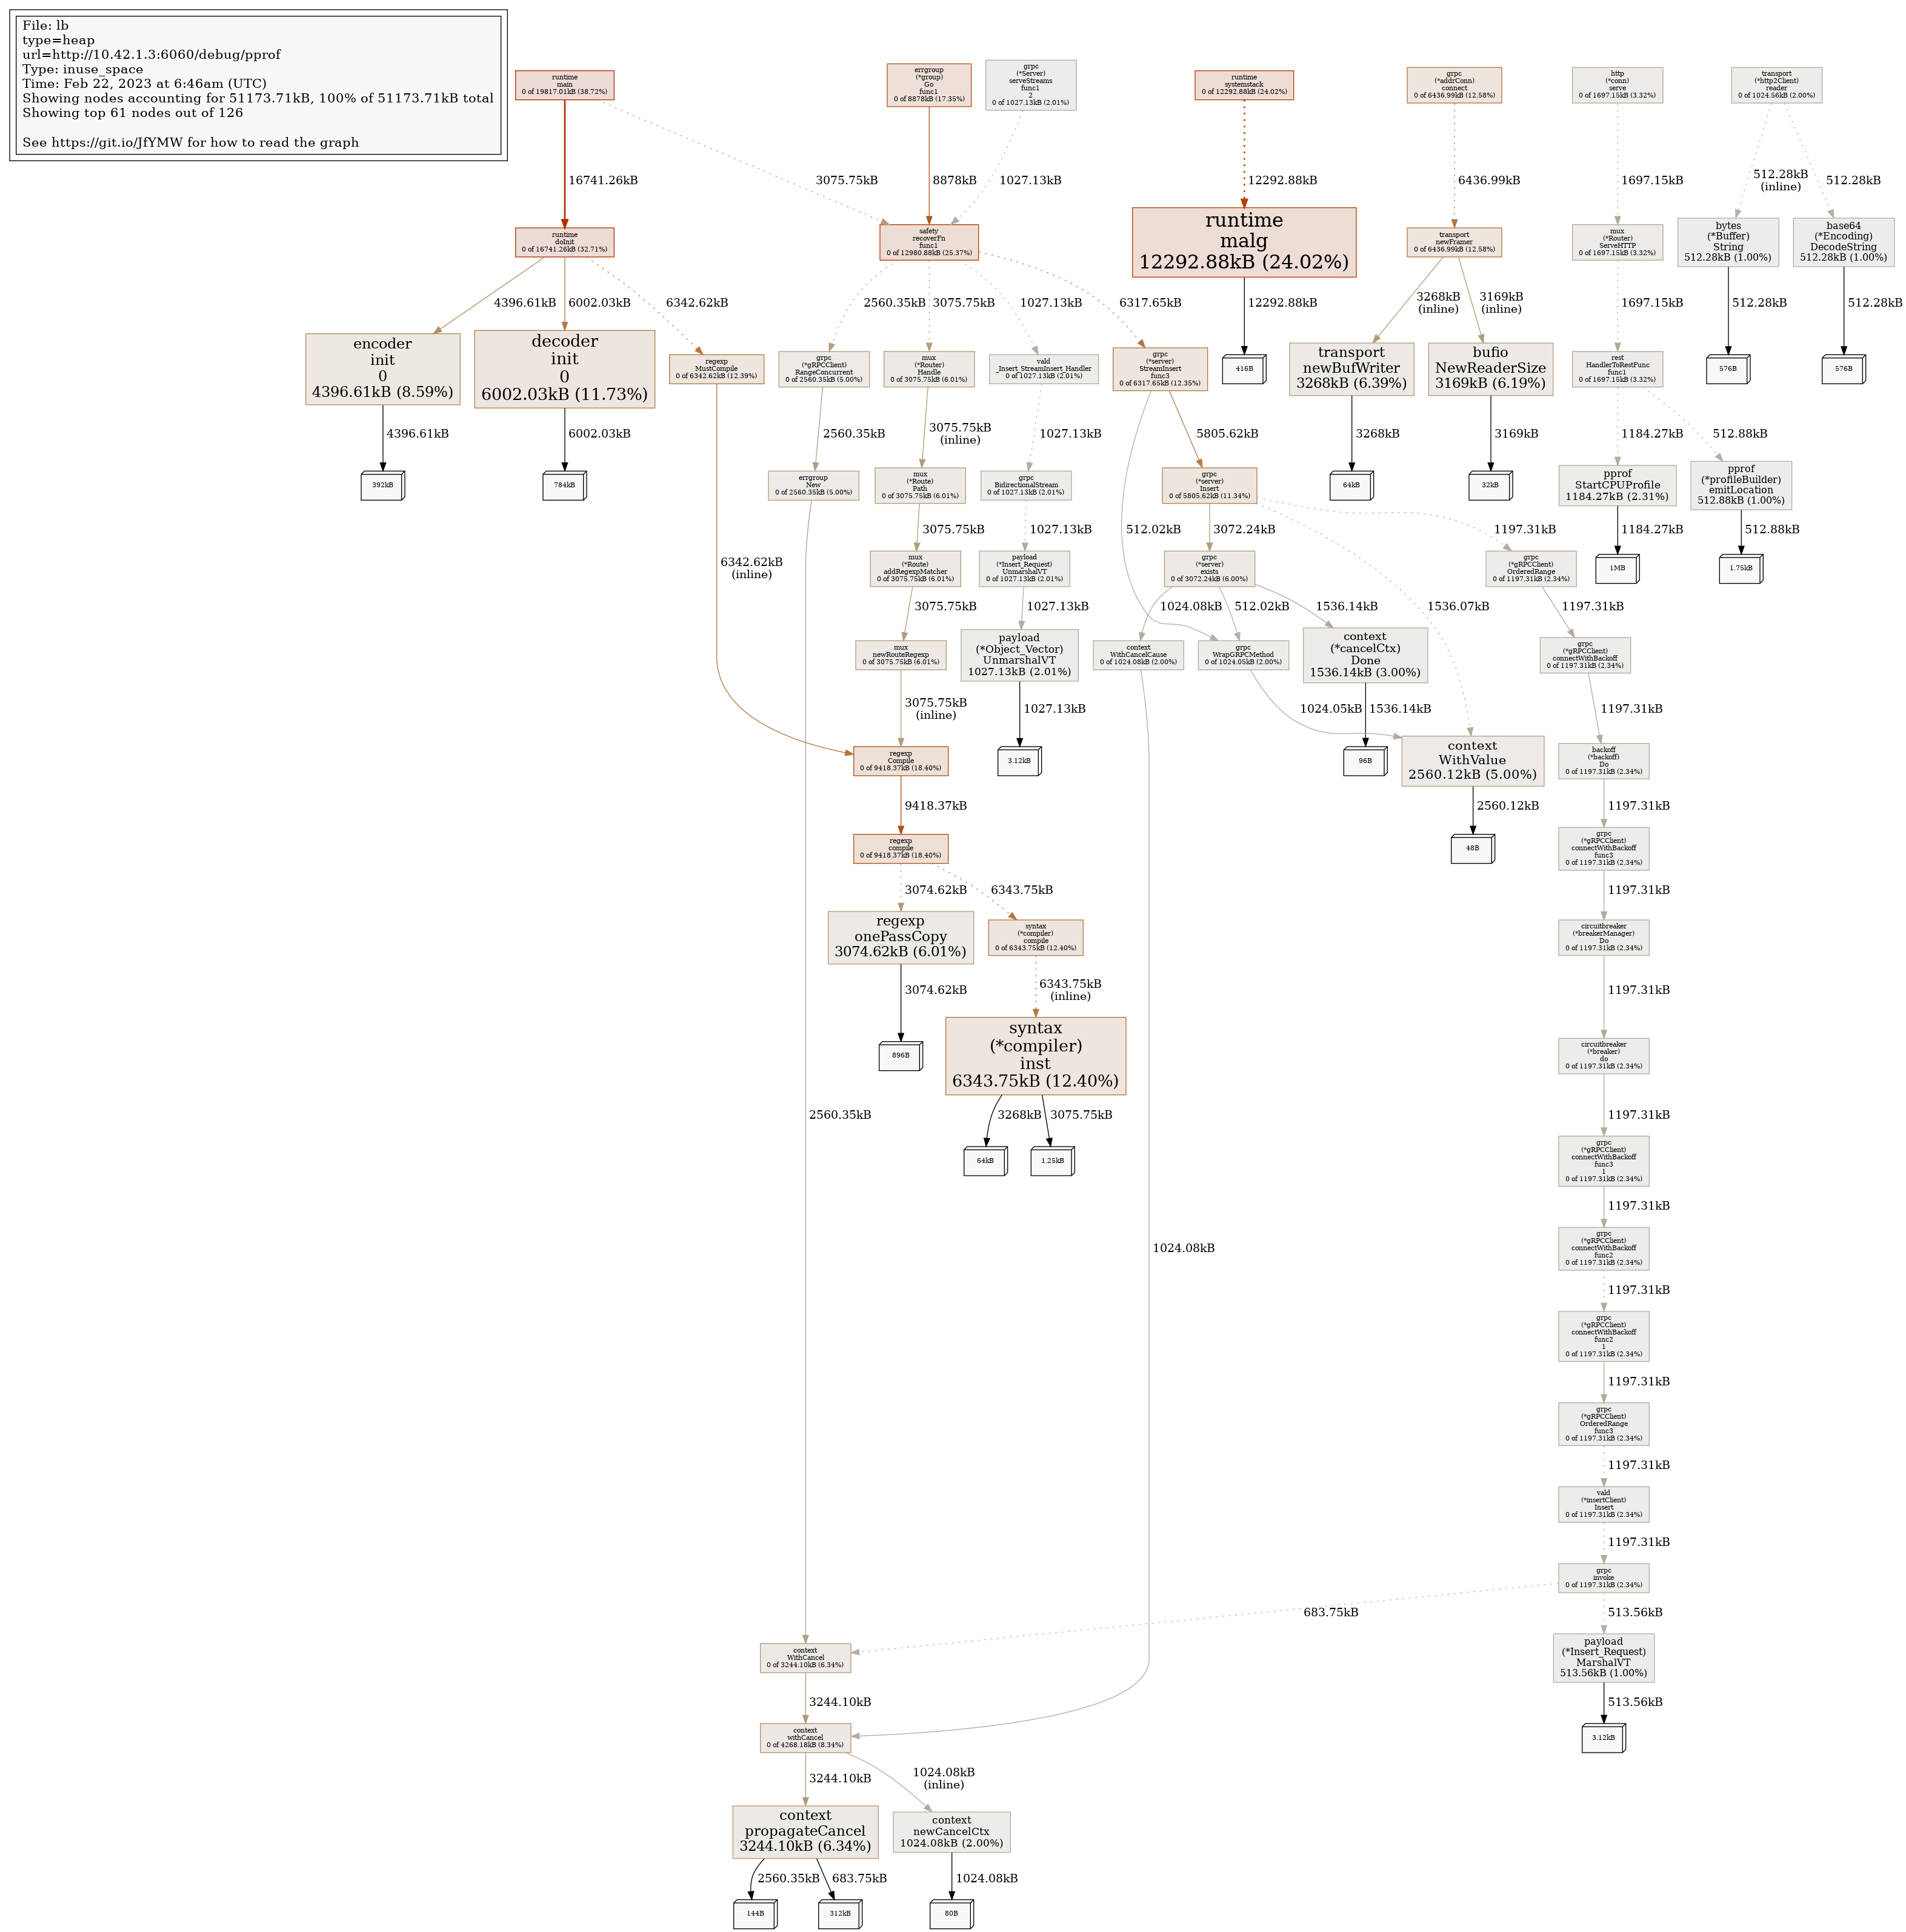 File: lb
type=heap
url=http://10.42.1.3:6060/debug/pprof
Type: inuse_space
Time: Feb 22, 2023 at 6:46am (UTC)
Showing nodes accounting for 51173.71kB, 100% of 51173.71kB total
Showing top 61 nodes out of 126
See https://git.io/JfYMW for how to read the graph
runtime
main
0 of 19817.01kB (38.72%)
errgroup
(*group)
Go
func1
0 of 8878kB (17.35%)
grpc
(*Server)
serveStreams
func1
2
0 of 1027.13kB (2.01%)
runtime
systemstack
0 of 12292.88kB (24.02%)
grpc
(*addrConn)
connect
0 of 6436.99kB (12.58%)
http
(*conn)
serve
0 of 1697.15kB (3.32%)
transport
(*http2Client)
reader
0 of 1024.56kB (2.00%)
16741.26kB
3075.75kB
8878kB
1027.13kB
12292.88kB
6436.99kB
1697.15kB
512.28kB
(inline)
512.28kB
runtime
doInit
0 of 16741.26kB (32.71%)
safety
recoverFn
func1
0 of 12980.88kB (25.37%)
runtime
malg
12292.88kB (24.02%)
transport
newFramer
0 of 6436.99kB (12.58%)
mux
(*Router)
ServeHTTP
0 of 1697.15kB (3.32%)
bytes
(*Buffer)
String
512.28kB (1.00%)
base64
(*Encoding)
DecodeString
512.28kB (1.00%)
4396.61kB
6002.03kB
6342.62kB
2560.35kB
3075.75kB
1027.13kB
6317.65kB
12292.88kB
3268kB
(inline)
3169kB
(inline)
1697.15kB
512.28kB
512.28kB
encoder
init
0
4396.61kB (8.59%)
decoder
init
0
6002.03kB (11.73%)
regexp
MustCompile
0 of 6342.62kB (12.39%)
grpc
(*gRPCClient)
RangeConcurrent
0 of 2560.35kB (5.00%)
mux
(*Router)
Handle
0 of 3075.75kB (6.01%)
vald
_Insert_StreamInsert_Handler
0 of 1027.13kB (2.01%)
grpc
(*server)
StreamInsert
func3
0 of 6317.65kB (12.35%)
416B
transport
newBufWriter
3268kB (6.39%)
bufio
NewReaderSize
3169kB (6.19%)
rest
HandlerToRestFunc
func1
0 of 1697.15kB (3.32%)
576B
576B
4396.61kB
6002.03kB
2560.35kB
3075.75kB
(inline)
1027.13kB
5805.62kB
3268kB
3169kB
1184.27kB
512.88kB
392kB
784kB
errgroup
New
0 of 2560.35kB (5.00%)
mux
(*Route)
Path
0 of 3075.75kB (6.01%)
grpc
BidirectionalStream
0 of 1027.13kB (2.01%)
grpc
(*server)
Insert
0 of 5805.62kB (11.34%)
64kB
32kB
pprof
StartCPUProfile
1184.27kB (2.31%)
pprof
(*profileBuilder)
emitLocation
512.88kB (1.00%)
6342.62kB
(inline)
3075.75kB
1027.13kB
512.02kB
3072.24kB
1197.31kB
1184.27kB
512.88kB
mux
(*Route)
addRegexpMatcher
0 of 3075.75kB (6.01%)
payload
(*Insert_Request)
UnmarshalVT
0 of 1027.13kB (2.01%)
grpc
(*server)
exists
0 of 3072.24kB (6.00%)
grpc
(*gRPCClient)
OrderedRange
0 of 1197.31kB (2.34%)
1MB
1.75kB
3075.75kB
1027.13kB
1024.08kB
512.02kB
1536.14kB
1536.07kB
1197.31kB
mux
newRouteRegexp
0 of 3075.75kB (6.01%)
payload
(*Object_Vector)
UnmarshalVT
1027.13kB (2.01%)
context
WithCancelCause
0 of 1024.08kB (2.00%)
grpc
WrapGRPCMethod
0 of 1024.05kB (2.00%)
context
(*cancelCtx)
Done
1536.14kB (3.00%)
grpc
(*gRPCClient)
connectWithBackoff
0 of 1197.31kB (2.34%)
3075.75kB
(inline)
1027.13kB
1024.05kB
1536.14kB
1197.31kB
regexp
Compile
0 of 9418.37kB (18.40%)
3.12kB
96B
context
WithValue
2560.12kB (5.00%)
backoff
(*backoff)
Do
0 of 1197.31kB (2.34%)
9418.37kB
2560.12kB
1197.31kB
regexp
compile
0 of 9418.37kB (18.40%)
48B
grpc
(*gRPCClient)
connectWithBackoff
func3
0 of 1197.31kB (2.34%)
3074.62kB
6343.75kB
1197.31kB
regexp
onePassCopy
3074.62kB (6.01%)
syntax
(*compiler)
compile
0 of 6343.75kB (12.40%)
circuitbreaker
(*breakerManager)
Do
0 of 1197.31kB (2.34%)
3074.62kB
6343.75kB
(inline)
1197.31kB
896B
syntax
(*compiler)
inst
6343.75kB (12.40%)
circuitbreaker
(*breaker)
do
0 of 1197.31kB (2.34%)
2560.35kB
3268kB
3075.75kB
1197.31kB
64kB
1.25kB
grpc
(*gRPCClient)
connectWithBackoff
func3
1
0 of 1197.31kB (2.34%)
1197.31kB
1024.08kB
grpc
(*gRPCClient)
connectWithBackoff
func2
0 of 1197.31kB (2.34%)
1197.31kB
grpc
(*gRPCClient)
connectWithBackoff
func2
1
0 of 1197.31kB (2.34%)
1197.31kB
grpc
(*gRPCClient)
OrderedRange
func3
0 of 1197.31kB (2.34%)
1197.31kB
vald
(*insertClient)
Insert
0 of 1197.31kB (2.34%)
1197.31kB
grpc
invoke
0 of 1197.31kB (2.34%)
683.75kB
513.56kB
context
WithCancel
0 of 3244.10kB (6.34%)
payload
(*Insert_Request)
MarshalVT
513.56kB (1.00%)
3244.10kB
513.56kB
context
withCancel
0 of 4268.18kB (8.34%)
3.12kB
3244.10kB
1024.08kB
(inline)
context
propagateCancel
3244.10kB (6.34%)
context
newCancelCtx
1024.08kB (2.00%)
2560.35kB
683.75kB
1024.08kB
144B
312kB
80B